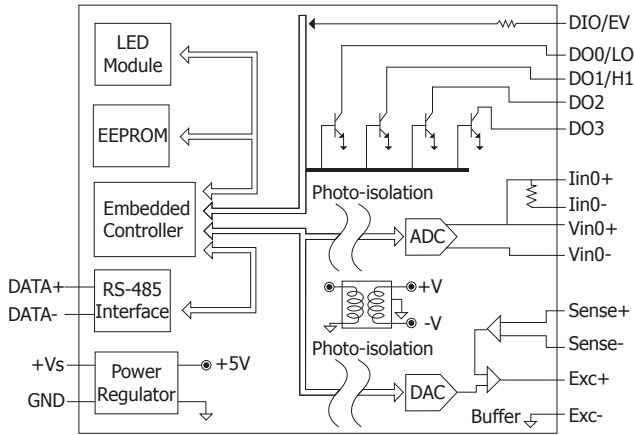 DIO/EV
LED
Module
DO0/LO
DO1/H1
DO2
DO3
EEPROM
Iin0+
Iin0-
Photo-isolation
Embedded
Controller
ADC
Vin0+
Vin0-
DATA+
DATA-
RS-485
Interface
+V
-V
Sense+
Sense-
Photo-isolation
+Vs
GND
Power
Regulator
+5V
DAC
Exc+
Buffer
Exc-